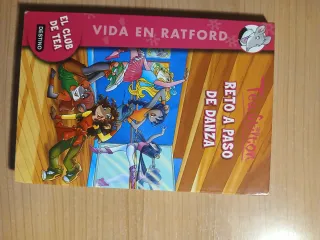 VIDA EN RATFORD
EL CLUB
DE TEA
DESTINO
RETO A PASO
DE DANZA